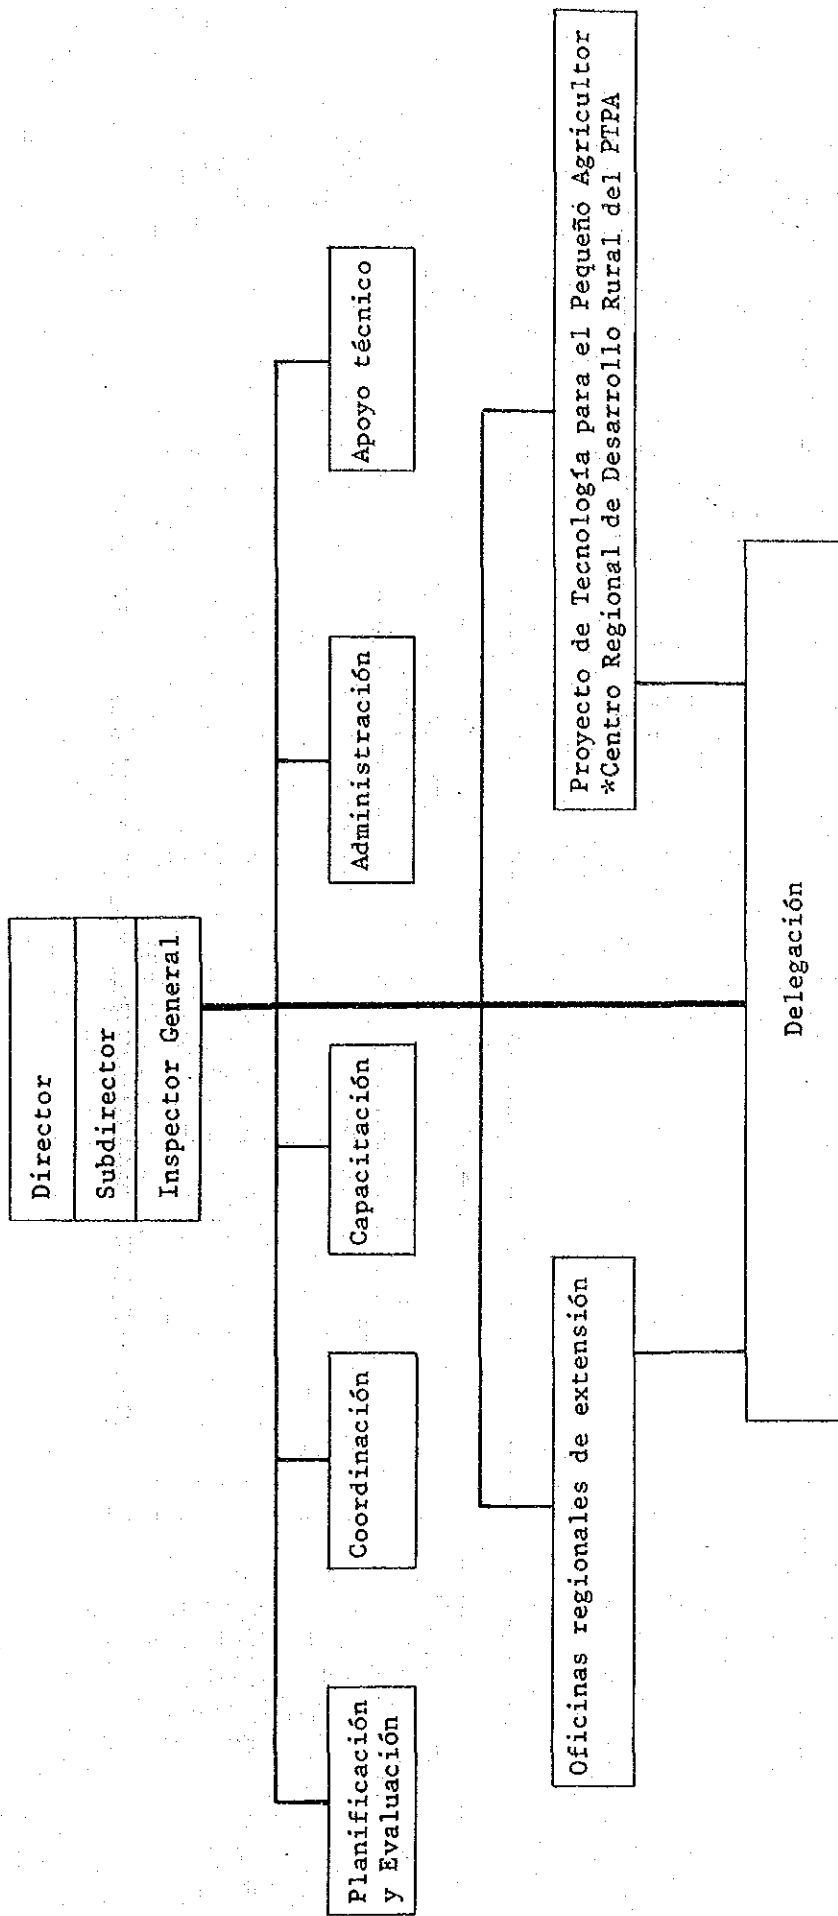 Director
Subdirector
Inspector General
Planificación
y Evaluación
Coordinación
Capacitación
Administración
Apoyo técnico
Oficinas regionales de extensión
Proyecto de Tecnología para el Pequeño Agricultor
*Centro Regional de Desarrollo Rural del PTPA
Delegación